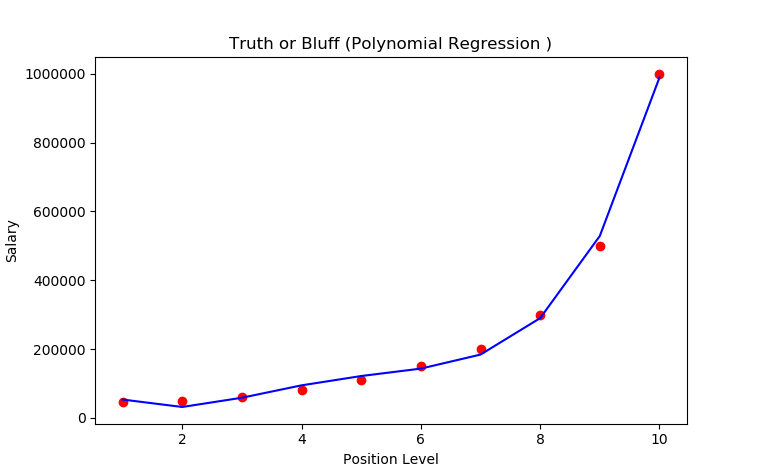 Truth or Bluff (Polynomial Regression )
1000000
800000
600000
400000
200000
0
Salary
2 4 6 8 10
Position Level